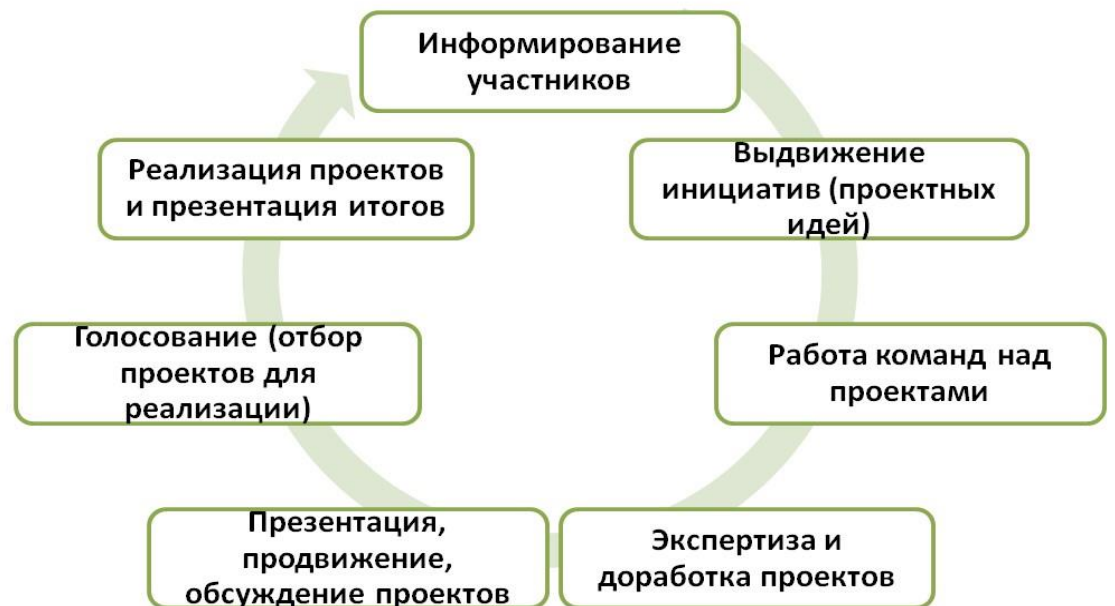 Информирование
участников
Выдвижение
инициатив (проектных
идей)
Работа команд над
проектами
Экспертиза и
доработка проектов
Презентация,
продвижение,
обсуждение проектов
Голосование (отбор
проектов для
реализации)
Реализация проектов
и презентация итогов